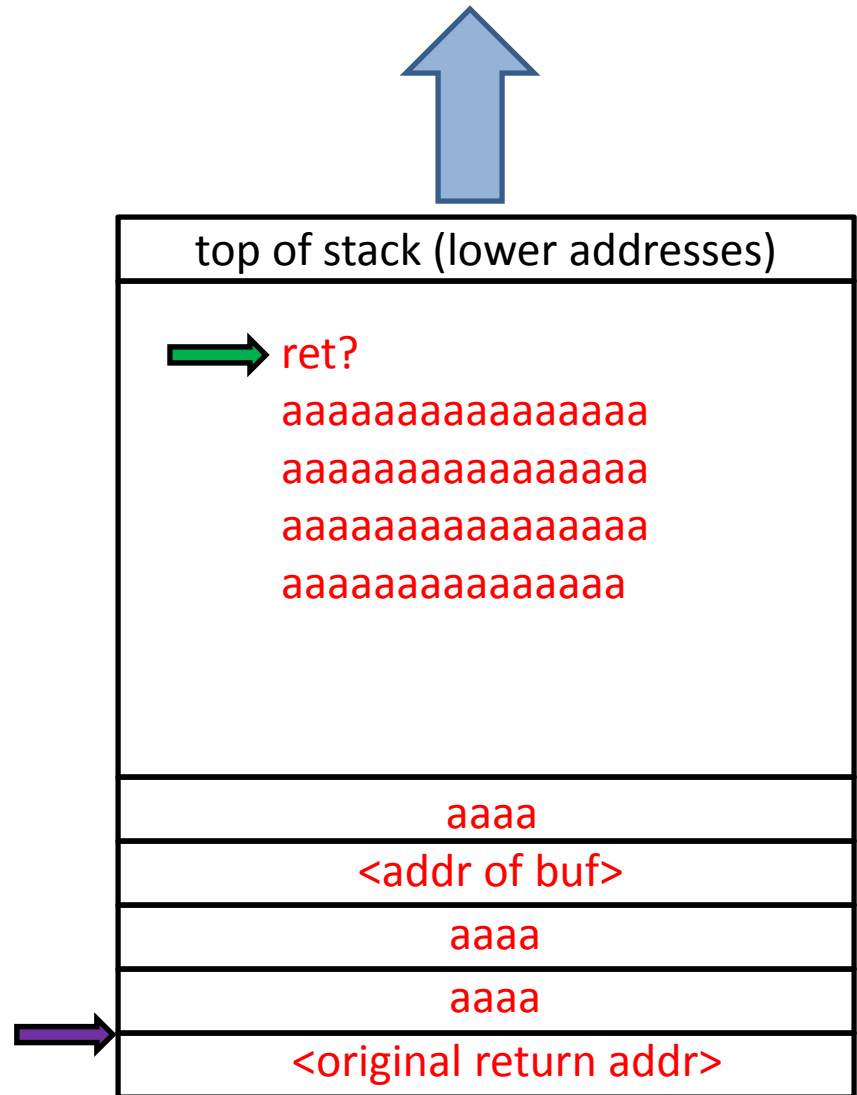 top of stack (lower addresses)
ret?
aaaaaaaaaaaaaaaa
aaaaaaaaaaaaaaaa
aaaaaaaaaaaaaaaa
aaaaaaaaaaaaaaa
aaaa
<addr of buf>
aaaa
aaaa
<original return addr>